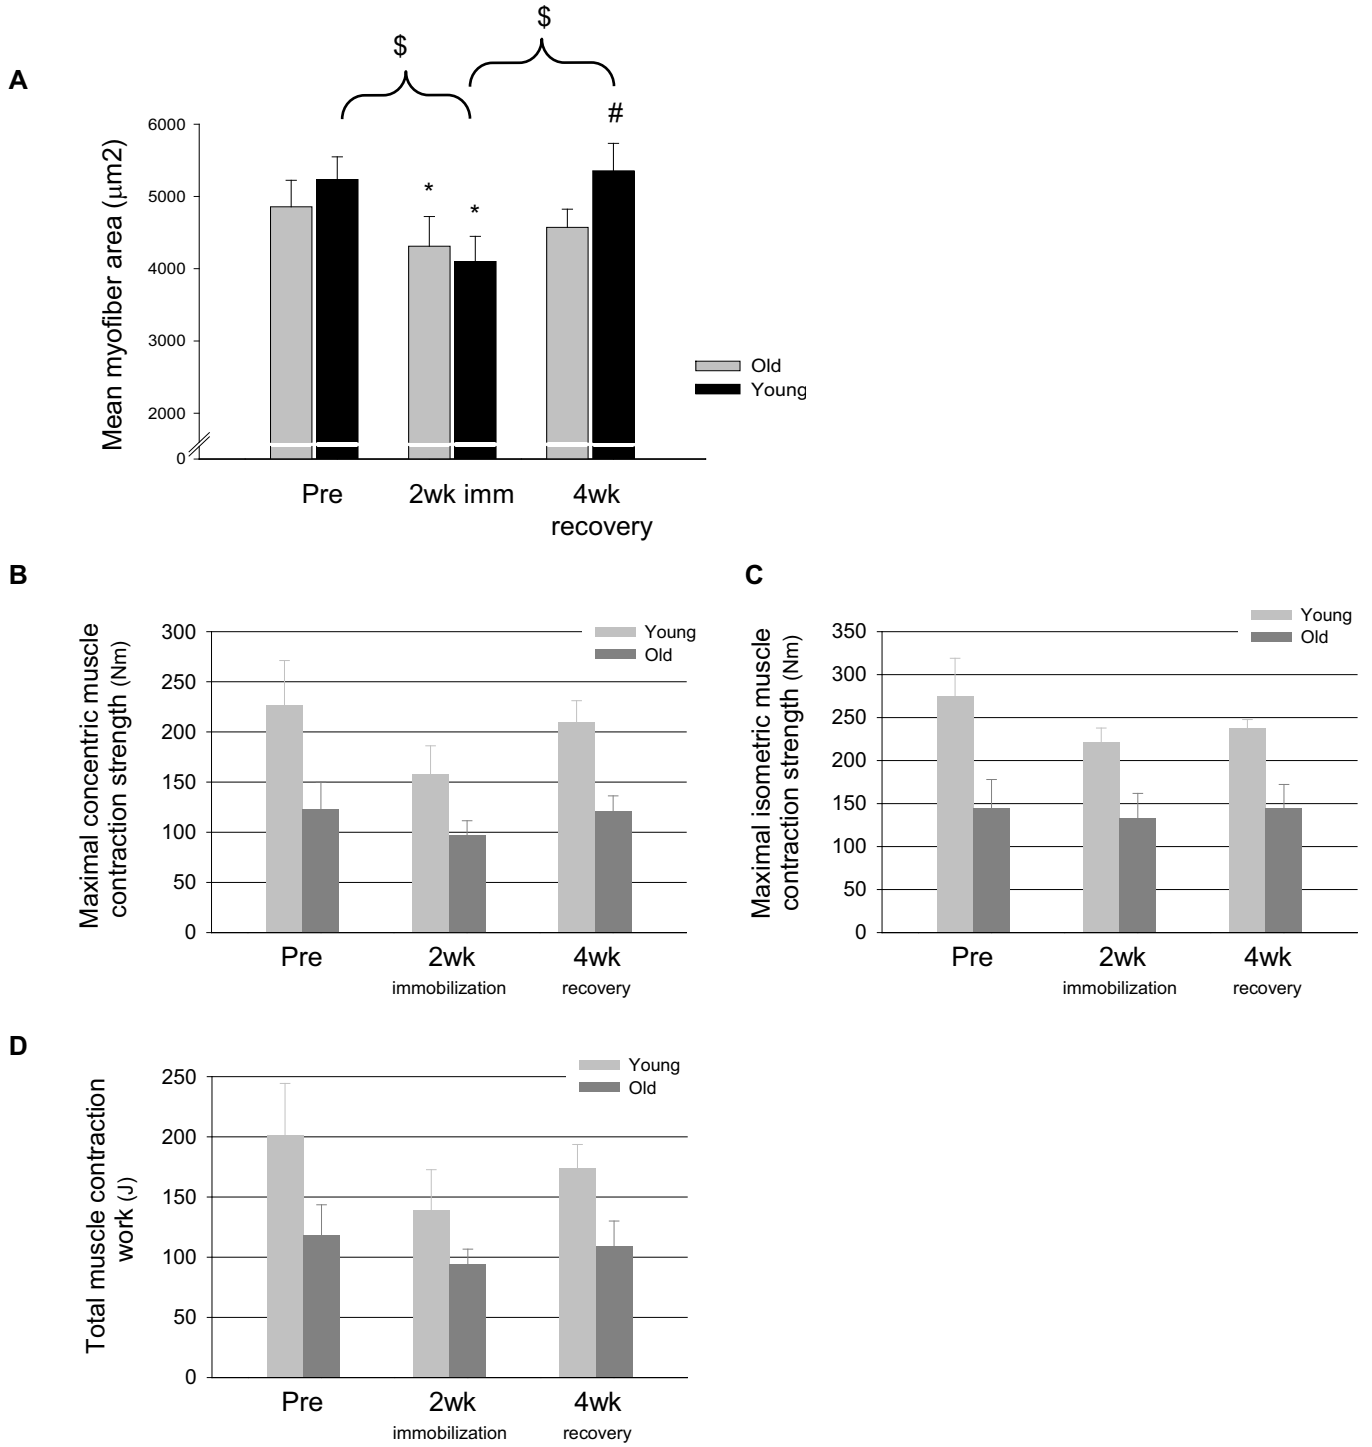 $
$
A
#
6000
5000
4000
3000
2000
0
Mean myofiber area (μm2)
*
*
Old
Young
Pre
2wk imm
4wk
recovery
B
Maximal concentric muscle
contraction strength (Nm)
300
250
200
150
100
50
0
Young
Old
Pre
2wk
immobilization
4wk
recovery
C
Maximal isometric muscle
contraction strength (Nm)
350
300
250
200
150
100
50
0
Young
Old
Pre
2wk
immobilization
4wk
recovery
D
Total muscle contraction
work (J)
250
200
150
100
50
0
Young
Old
Pre
2wk
immobilization
4wk
recovery